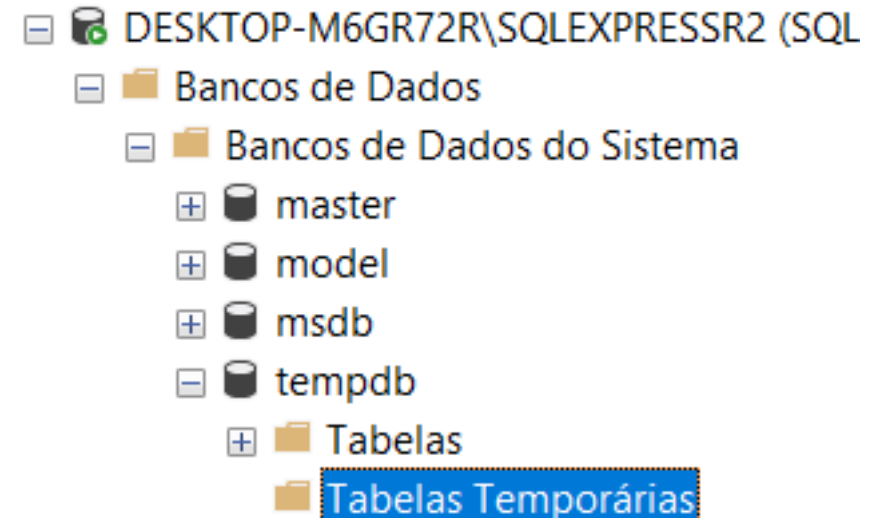 DESKTOP-M6GR72R\SQLEXPRESSR2 (SQL
Bancos de Dados
Bancos de Dados do Sistema
master
model
msdb
tempdb
Tabelas
Tabelas Temporárias